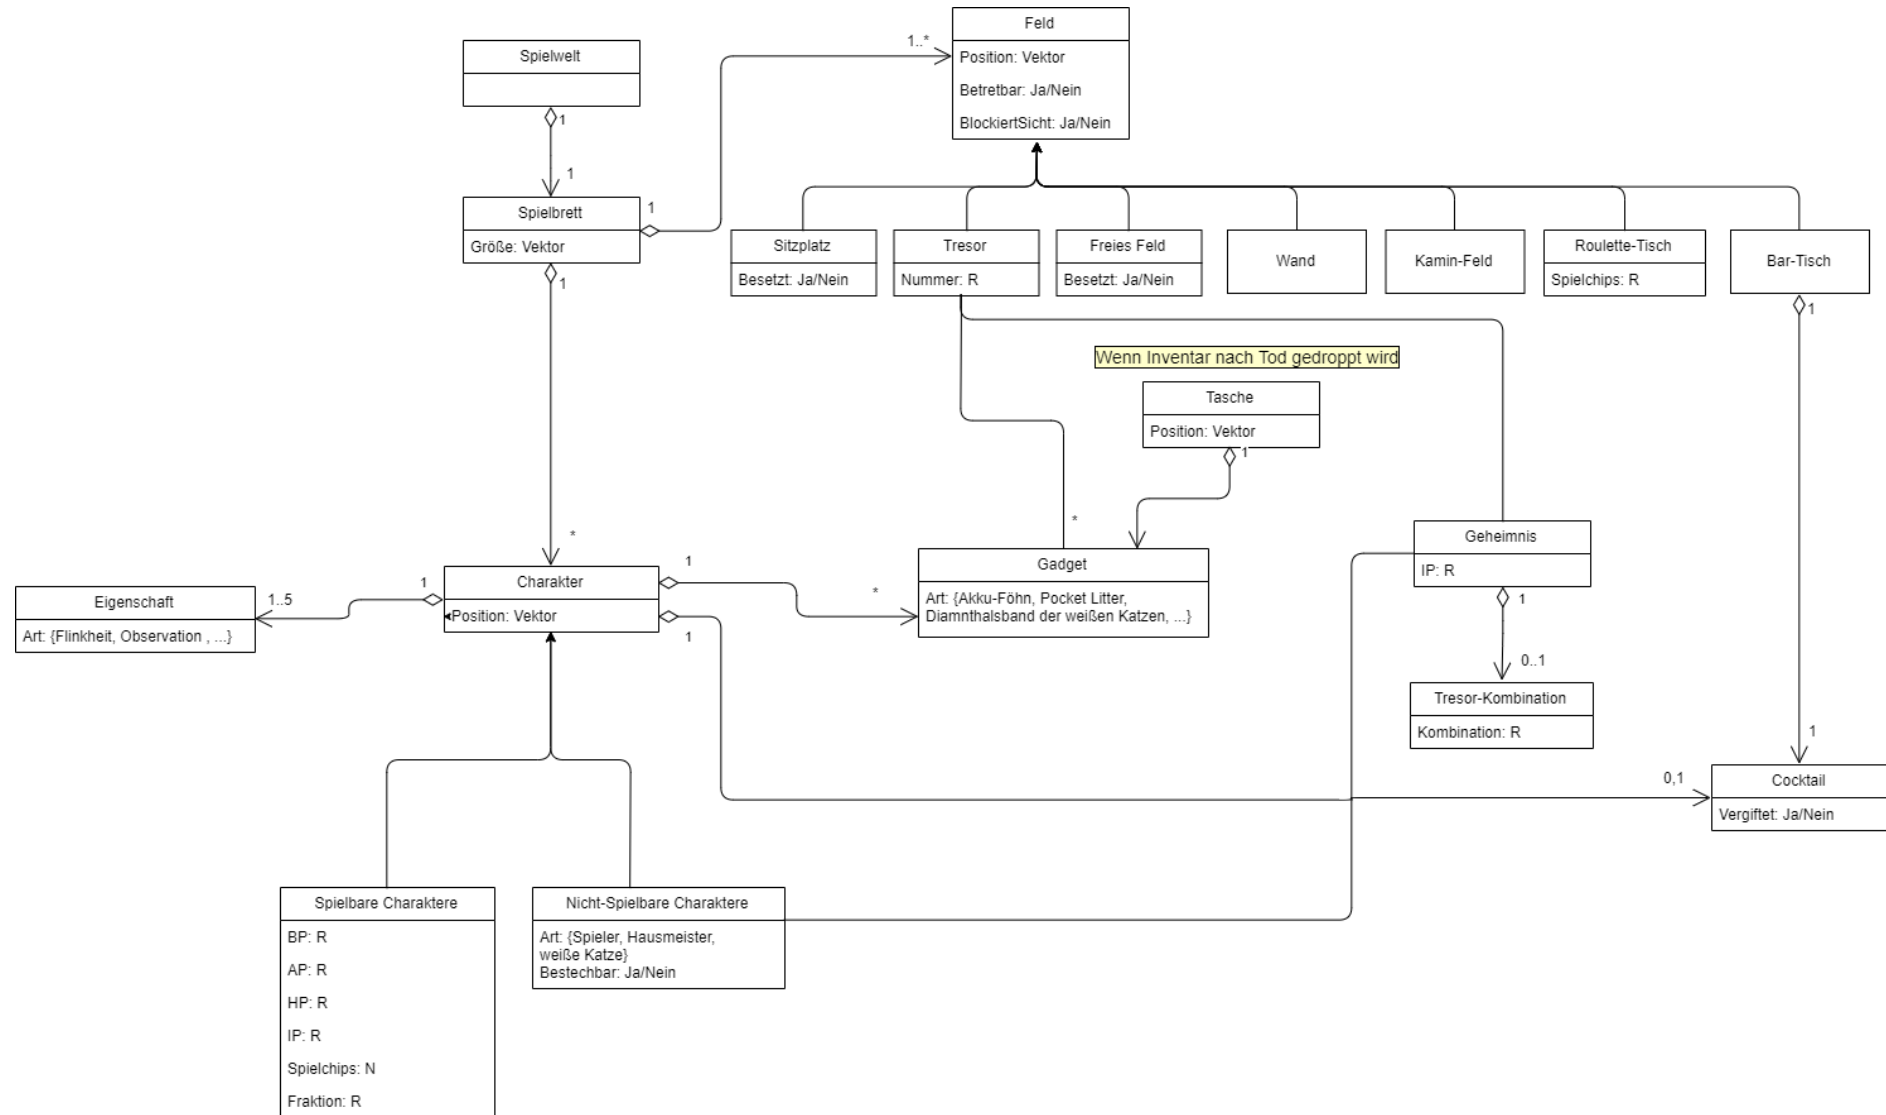 Feld
Position: Vektor
Betretbar: Ja/Nein
BlockiertSicht: Ja/Nein
1..*
Spielwelt
1
1
Spielbrett
Größe: Vektor
1
1
Sitzplatz
Besetzt: Ja/Nein
Tresor
Nummer: R
Freies Feld
Besetzt: Ja/Nein
Wand
Kamin-Feld
Roulette-Tisch
Spielchips: R
Bar-Tisch
1
Wenn Inventar nach Tod gedroppt wird
Tasche
Position: Vektor
1
*
*
Geheimnis
IP: R
1
0..1
Gadget
Art: {Akku-Föhn, Pocket Litter,
Diamnthalsband der weißen Katzen, ...}
*
1
Charakter
Position: Vektor
1
1
1..5
Eigenschaft
Art: {Flinkheit, Observation , ...}
Tresor-Kombination
Kombination: R
1
0,1
Cocktail
Vergiftet: Ja/Nein
Spielbare Charaktere
BP: R
AP: R
HP: R
IP: R
Spielchips: N
Fraktion: R
Nicht-Spielbare Charaktere
Art: {Spieler, Hausmeister,
weiße Katze}
Bestechbar: Ja/Nein